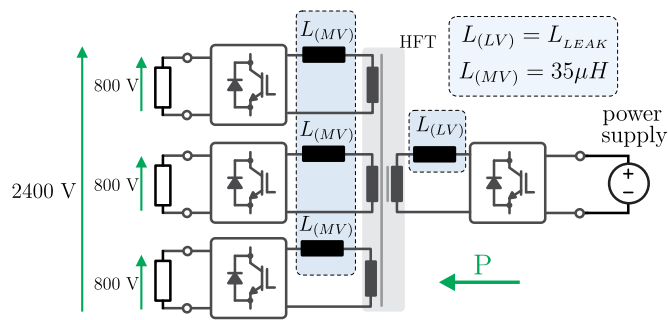 L(MV)
HFT
L(LV) = LLEAK
L(MV) = 35μH
800 V
power
supply
L(MV)
L(LV)
+
−
2400 V
800 V
L(MV)
800 V
P